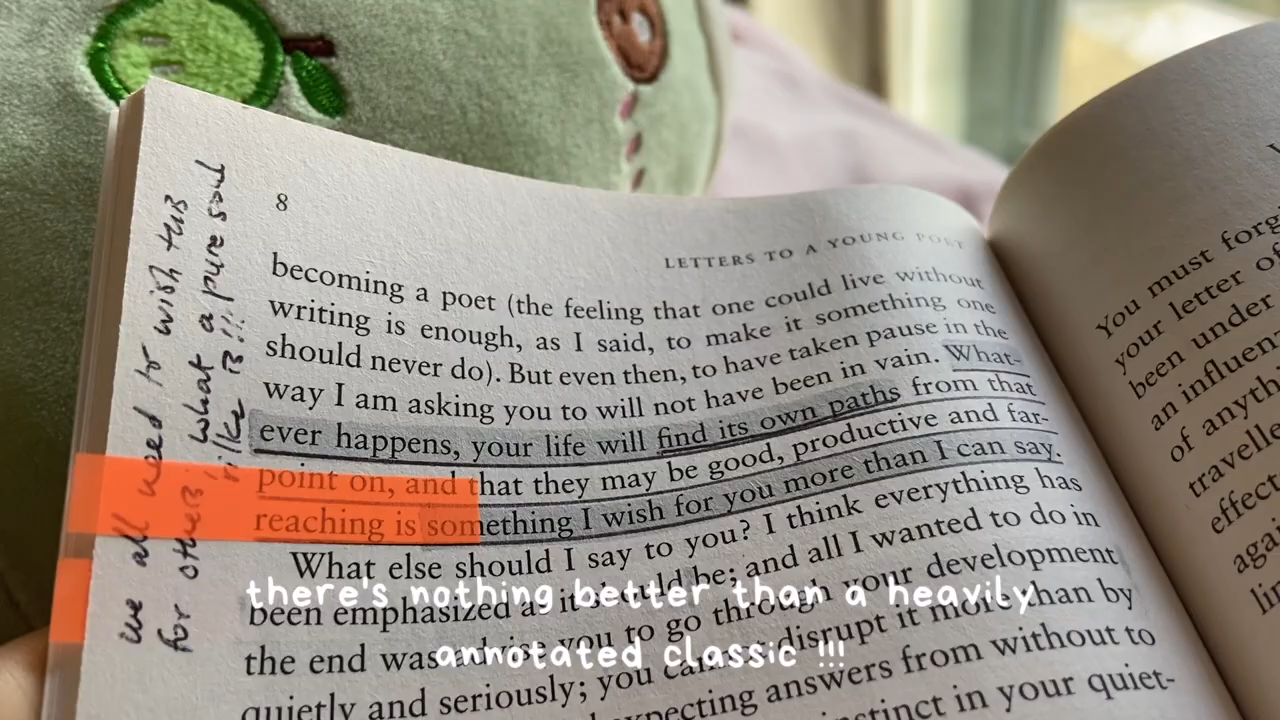 we all need to wish this
for others, what a pure soul
rilke is!!!
8
LETTERS TO A YOUNG POET
becoming a poet (the feeling that one could live without
writing is enough, as I said, to make it something one
should never do). But even then, to have taken pause in the
way I am asking you to will not have been in vain. What-
ever happens, your life will find its own paths from that
point on, and that they may be good, productive and far-
reaching is something I wish for you more than I can say.
What else should I say to you? I think everything has
been emphasized as it should be; and all I wanted to do in
the end was advise you to go through your development
quietly and seriously; you cannot disrupt it more than by
expecting answers from without to
instinct in your quiet-
there's nothing better than a heavily
annotated classic !!!
You must forg
your letter of
been under
an influen
of anyth
travelle
effect
agai
lin